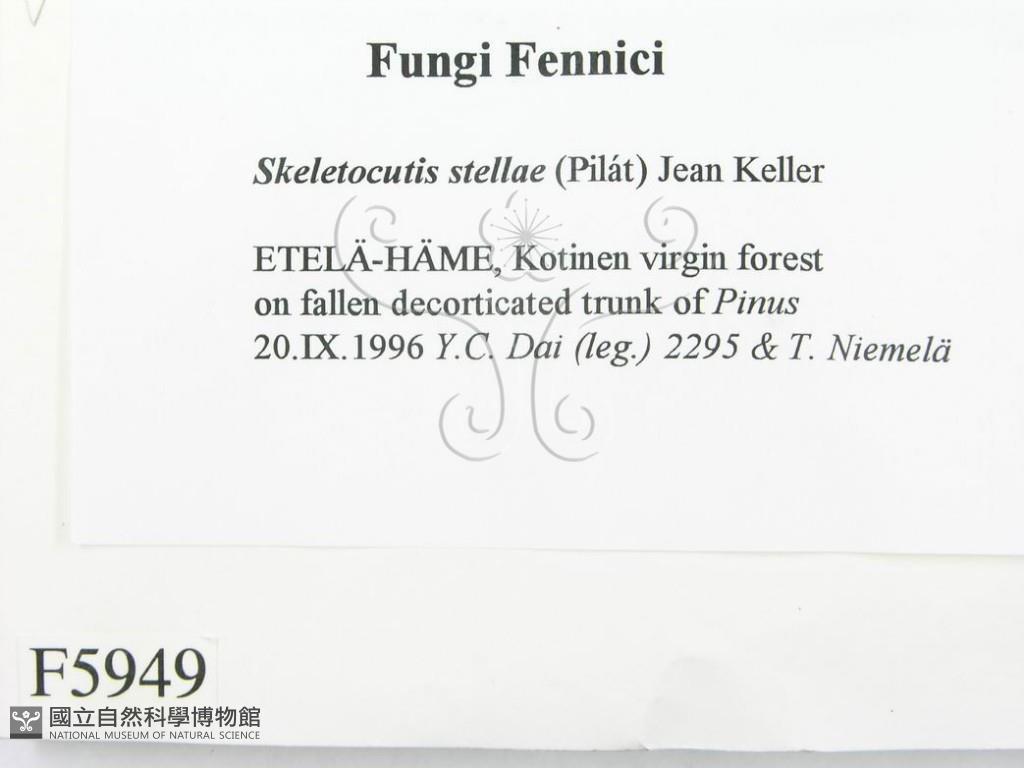 Fungi Fennici
Skeletocutis stellae (Pilát) Jean Keller
ETELÄ-HÄME, Kotinen virgin forest
on fallen decorticated trunk of Pinus
20.IX.1996 Y.C. Dai (leg.) 2295 & T. Niemelä
F5949
國立自然科學博物館
NATIONAL MUSEUM OF NATURAL SCIENCE